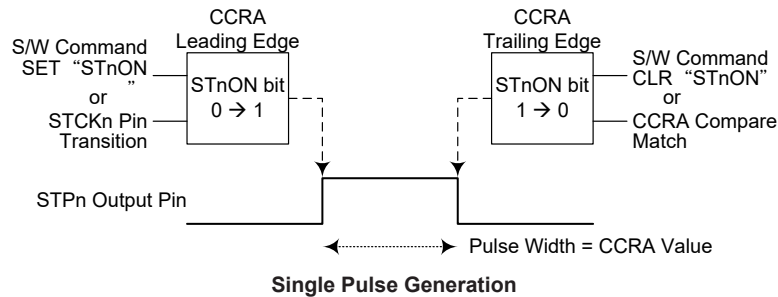 CCRA
Leading Edge
S/W Command
SET “STnON
”
or
STCKn Pin
Transition
STnON bit
0 → 1
CCRA
Trailing Edge
STnON bit
1 → 0
S/W Command
CLR “STnON”
or
CCRA Compare
Match
STPn Output Pin
Pulse Width = CCRA Value
Single Pulse Generation